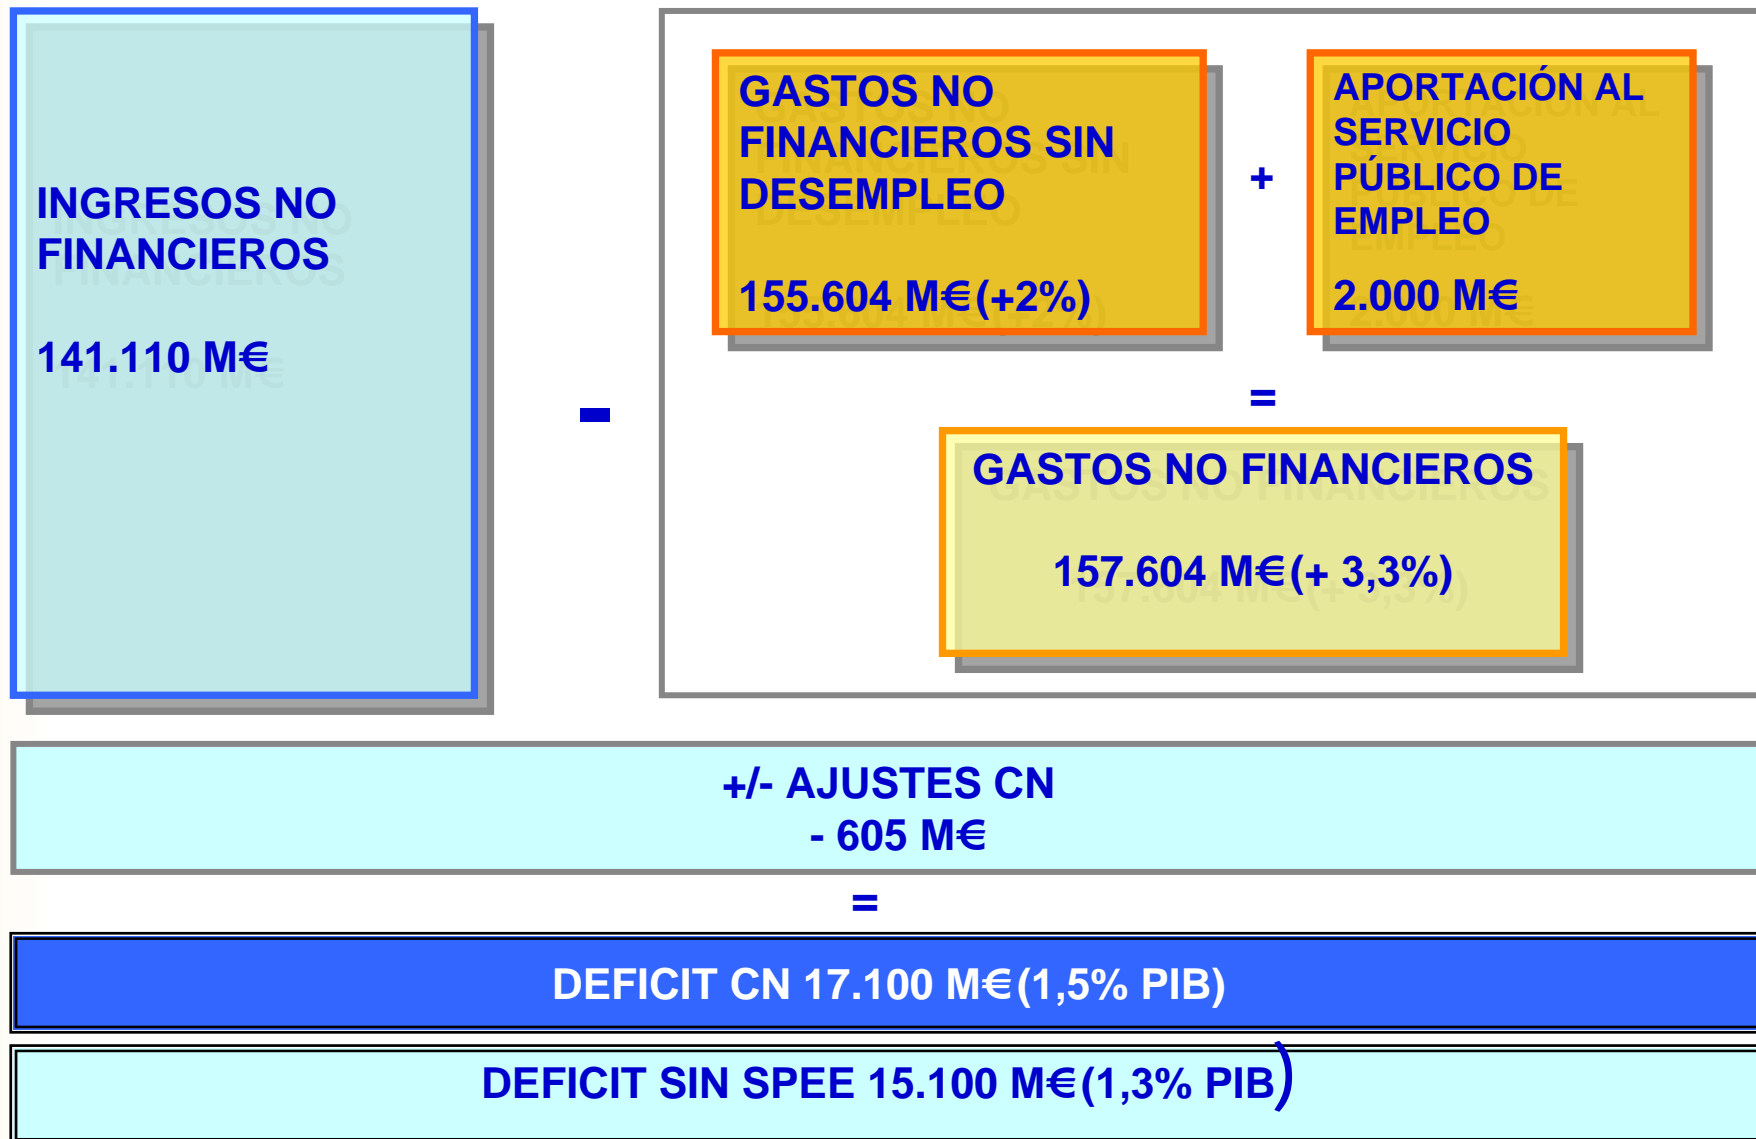 INGRESOS NO
FINANCIEROS
141.110 M€
-
GASTOS NO
FINANCIEROS SIN
DESEMPLEO
155.604 M€(+2%)
+
APORTACIÓN AL
SERVICIO
PÚBLICO DE
EMPLEO
2.000 M€
=
GASTOS NO FINANCIEROS
157.604 M€(+ 3,3%)
+/- AJUSTES CN
- 605 M€
=
DEFICIT CN 17.100 M€(1,5% PIB)
DEFICIT SIN SPEE 15.100 M€(1,3% PIB)